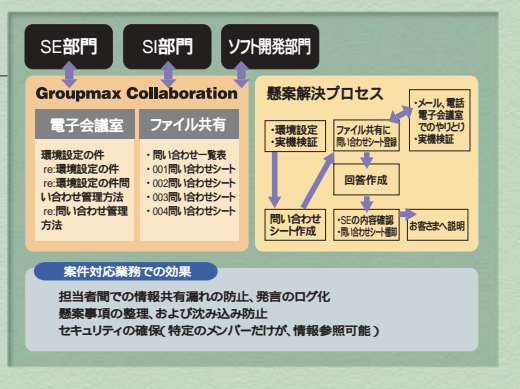 SE部門
SI部門
ソフト開発部門
Groupmax Collaboration
電子会議室
環境設定の件
re:環境設定の件
re:環境設定の件問
い合わせ管理方法
re:問い合わせ管理
方法
ファイル共有
・問い合わせ一覧表
・001問い合わせシート
・002問い合わせシート
・003問い合わせシート
・004問い合わせシート
懸案解決プロセス
・環境設定
・実機検証
ファイル共有に
問い合わせシート登録
・メール、電話
電子会議室
でのやりとり
・実機検証
回答作成
問い合わせ
シート作成
・SEの内容確認
・問い合わせシート棚卸
お客さまへ説明
案件対応業務での効果
担当者間での情報共有漏れの防止、発言のログ化
懸案事項の整理、および沈み込み防止
セキュリティの確保(特定のメンバーだけが、情報参照可能)